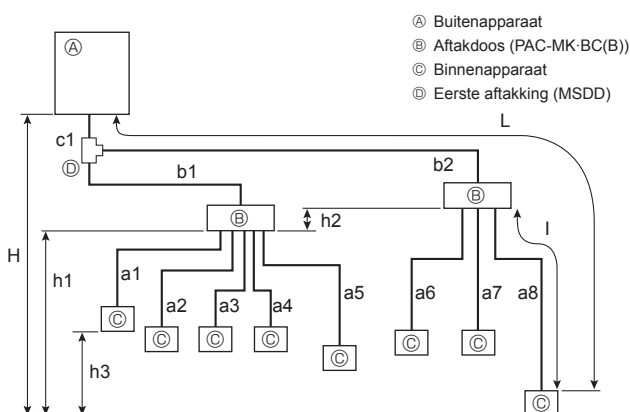 Ⓐ Buitenapparaat
Ⓑ Aftakdoos (PAC-MK·BC(B))
Ⓒ Binnenapparaat
Ⓓ Eerste aftakking (MSDD)
Ⓐ
L
c1
Ⓓ
b1
b2
Ⓑ
Ⓑ
h2
H
h1
l
a1
a2
a3
a4
a5
a6
a7
a8
Ⓒ
Ⓒ
Ⓒ
Ⓒ
Ⓒ
Ⓒ
Ⓒ
h3
Ⓒ